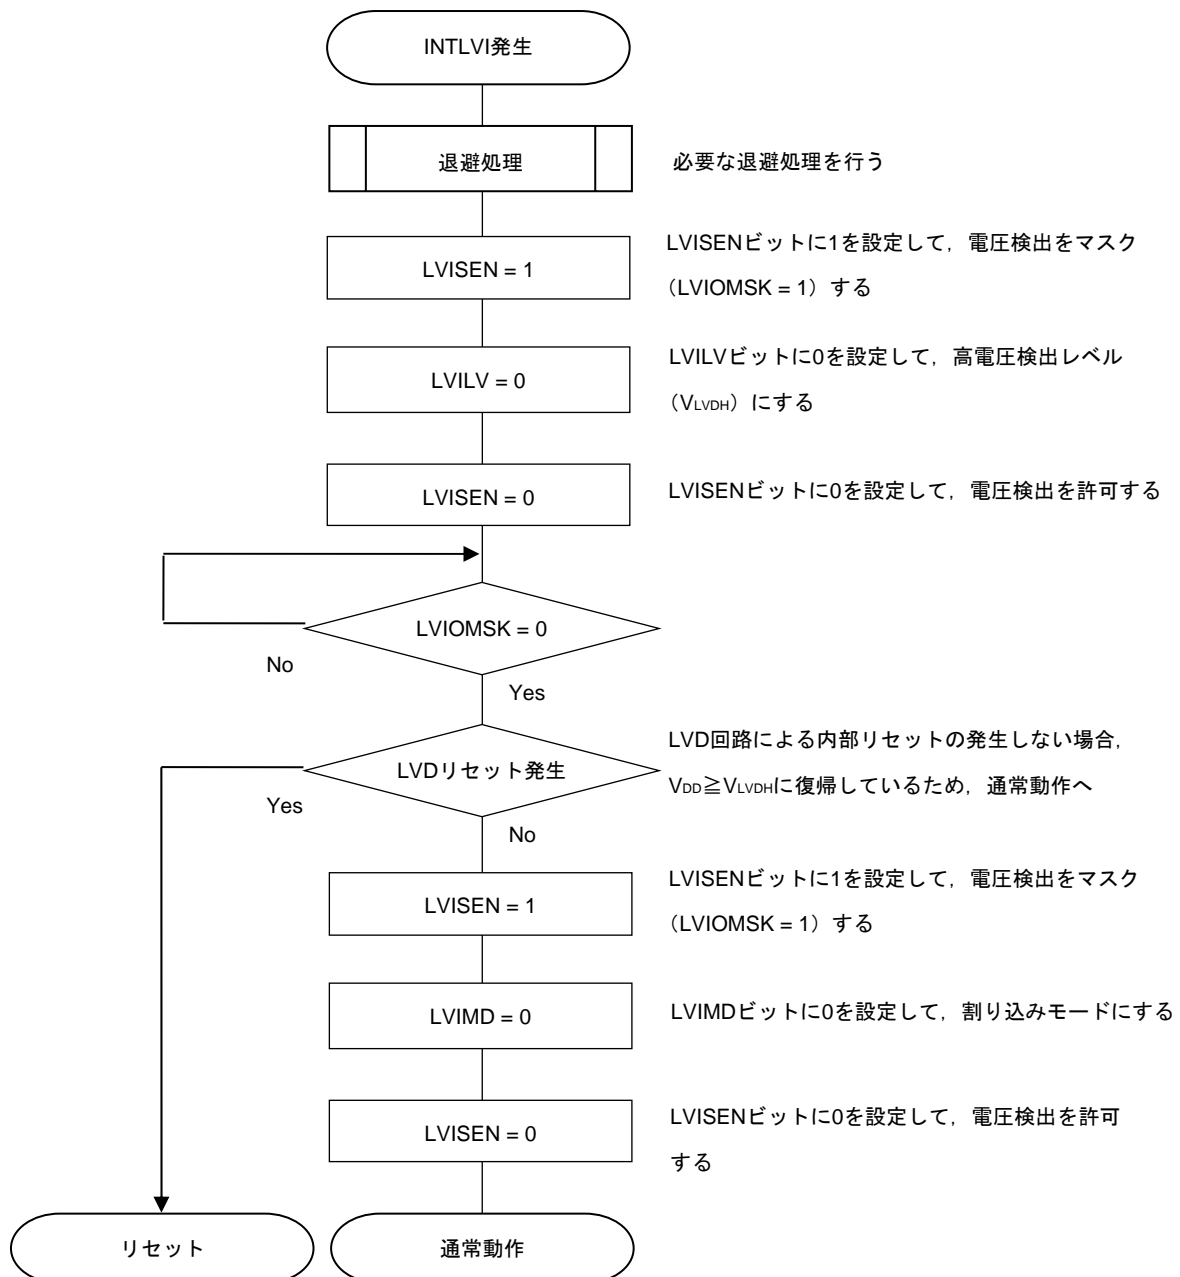 INTLVI発生
退避処理
必要な退避処理を行う
LVISEN = 1
LVISENビットに1を設定して，電圧検出をマスク
（LVIOMSK = 1）する
LVILV = 0
LVILVビットに0を設定して，高電圧検出レベル
（VLVDH）にする
LVISEN = 0
LVISENビットに0を設定して，電圧検出を許可する
LVIOMSK = 0
No
Yes
LVDリセット発生
LVD回路による内部リセットの発生しない場合，
VDD≧VLVDHに復帰しているため，通常動作へ
Yes
No
LVISEN = 1
LVISENビットに1を設定して，電圧検出をマスク
（LVIOMSK = 1）する
LVIMD = 0
LVIMDビットに0を設定して，割り込みモードにする
LVISEN = 0
LVISENビットに0を設定して，電圧検出を許可
する
リセット
通常動作